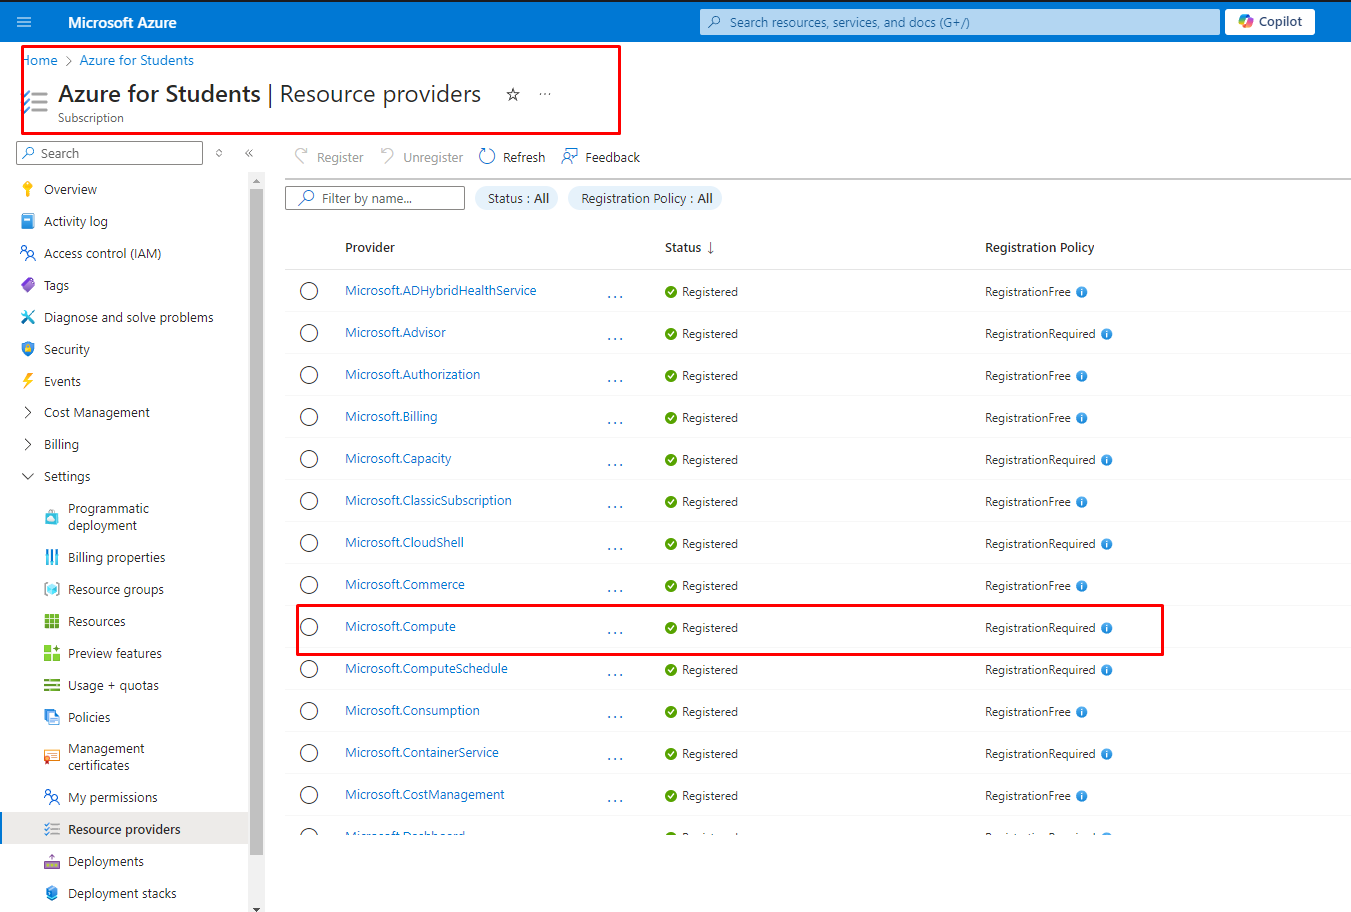 Microsoft Azure
Search resources, services, and docs (G+/)
Copilot
Home > Azure for Students
Azure for Students | Resource providers
Subscription
Search
Overview
Activity log
Access control (IAM)
Tags
Diagnose and solve problems
Security
Events
Cost Management
Billing
Settings
Programmatic
deployment
Billing properties
Resource groups
Resources
Preview features
Usage + quotas
Policies
Management
certificates
My permissions
Resource providers
Deployments
Deployment stacks
Register Unregister Refresh Feedback
Filter by name... Status : All Registration Policy : All
Provider Status ↓ Registration Policy
Microsoft.ADHybridHealthService ... Registered RegistrationFree
Microsoft.Advisor ... Registered RegistrationRequired
Microsoft.Authorization ... Registered RegistrationFree
Microsoft.Billing ... Registered RegistrationFree
Microsoft.Capacity ... Registered RegistrationRequired
Microsoft.ClassicSubscription ... Registered RegistrationFree
Microsoft.CloudShell ... Registered RegistrationRequired
Microsoft.Commerce ... Registered RegistrationFree
Microsoft.Compute ... Registered RegistrationRequired
Microsoft.ComputeSchedule ... Registered RegistrationRequired
Microsoft.Consumption ... Registered RegistrationFree
Microsoft.ContainerService ... Registered RegistrationRequired
Microsoft.CostManagement ... Registered RegistrationFree